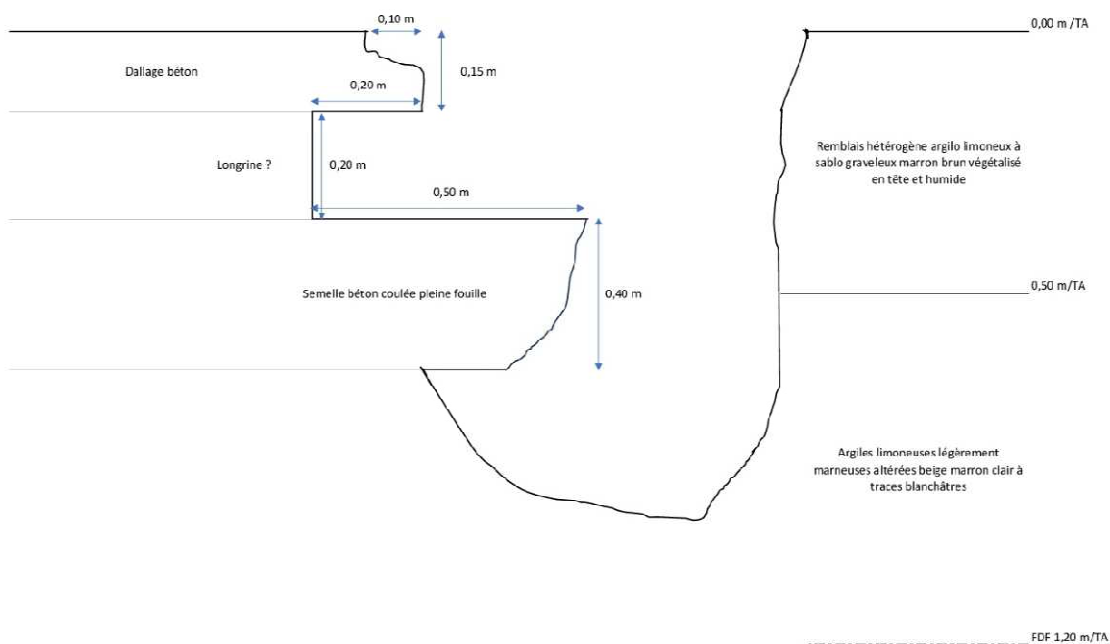 0,10 m
0,00 m /TA
Dallage béton
0,15 m
0,20 m
Longrine ?
0,20 m
Remblais hétérogène argilo limoneux à
sablo graveleux marron brun végétalisé
en tête et humide
0,50 m
Semelle béton coulée pleine fouille
0,40 m
0,50 m/TA
Argiles limoneuses légèrement
marneuses altérées beige marron clair à
traces blanchâtres
FDF 1,20 m/TA